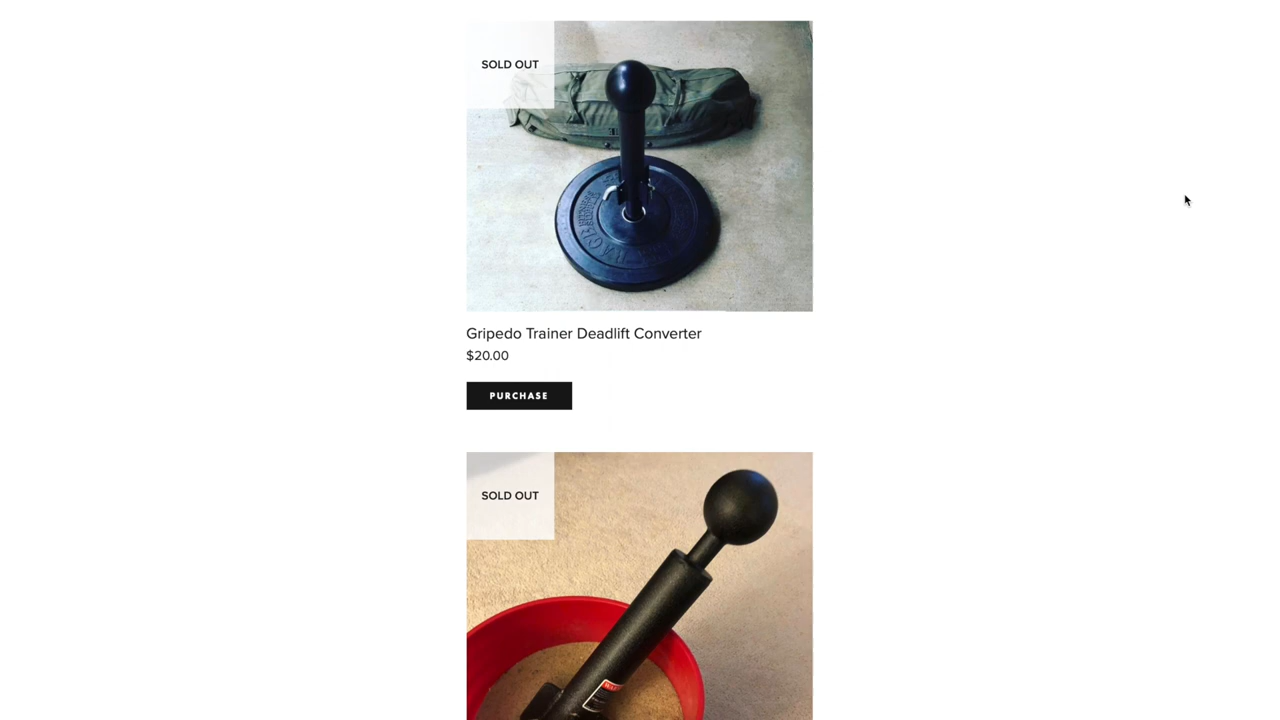 SOLD OUT
Gripedo Trainer Deadlift Converter
$20.00
PURCHASE
SOLD OUT